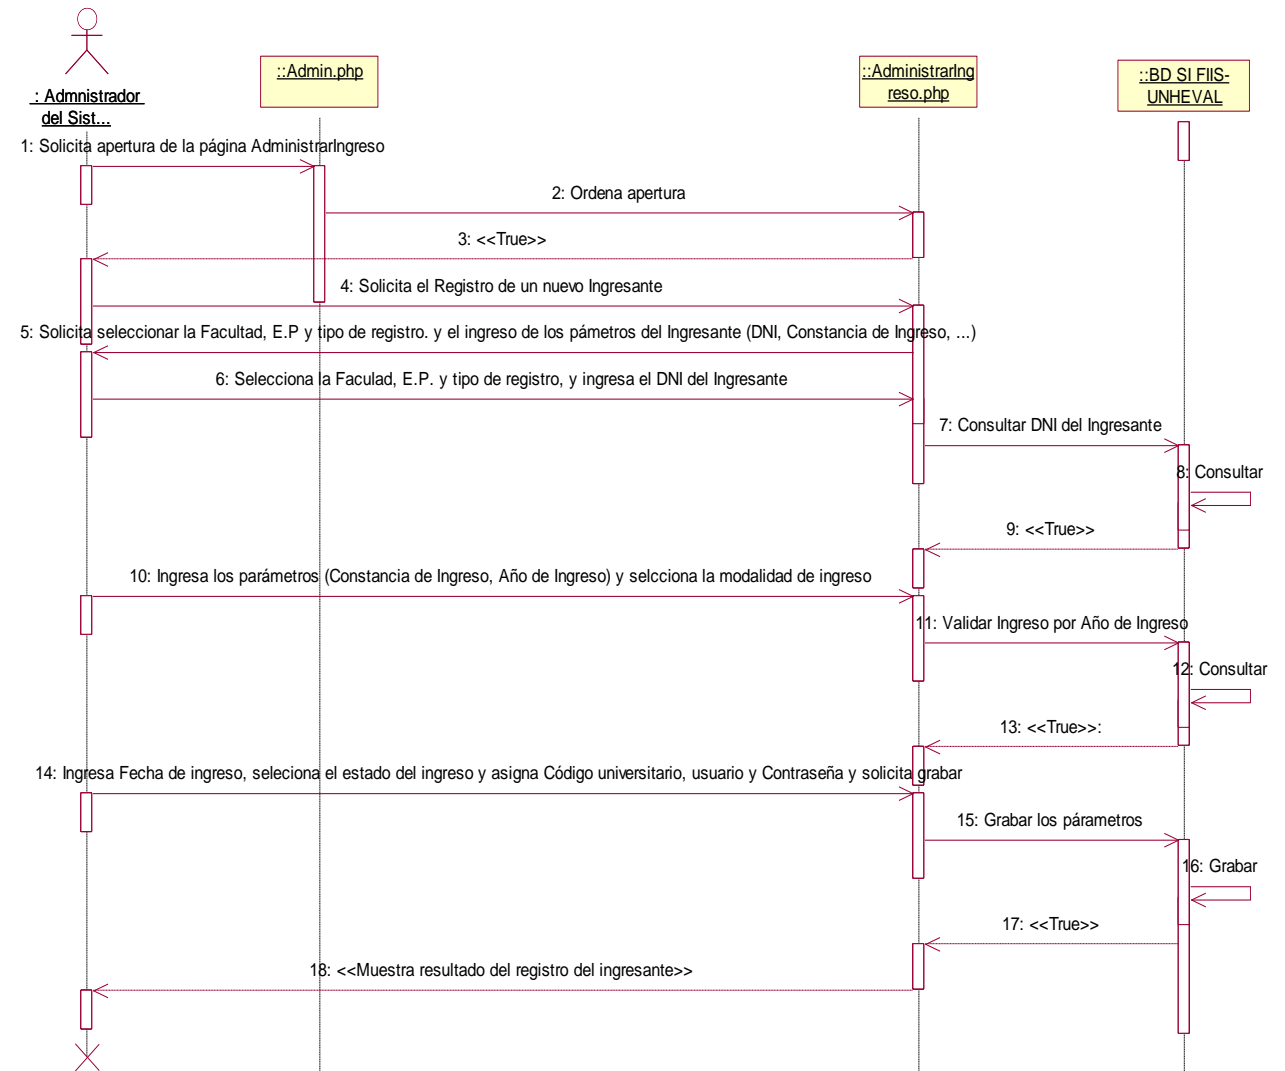 : Admnistrador
del Sist...
::Admin.php
::AdministrarIng
reso.php
::BD SI FIIS-
UNHEVAL
1: Solicita apertura de la página AdministrarIngreso
2: Ordena apertura
3: <<True>>
4: Solicita el Registro de un nuevo Ingresante
5: Solicita seleccionar la Facultad, E.P y tipo de registro. y el ingreso de los pámetros del Ingresante (DNI, Constancia de Ingreso, ...)
6: Selecciona la Faculad, E.P. y tipo de registro, y ingresa el DNI del Ingresante
7: Consultar DNI del Ingresante
8: Consultar
9: <<True>>
10: Ingresa los parámetros (Constancia de Ingreso, Año de Ingreso) y selcciona la modalidad de ingreso
11: Validar Ingreso por Año de Ingreso
12: Consultar
13: <<True>>:
14: Ingresa Fecha de ingreso, seleciona el estado del ingreso y asigna Código universitario, usuario y Contraseña y solicita grabar
15: Grabar los párametros
16: Grabar
17: <<True>>
18: <<Muestra resultado del registro del ingresante>>